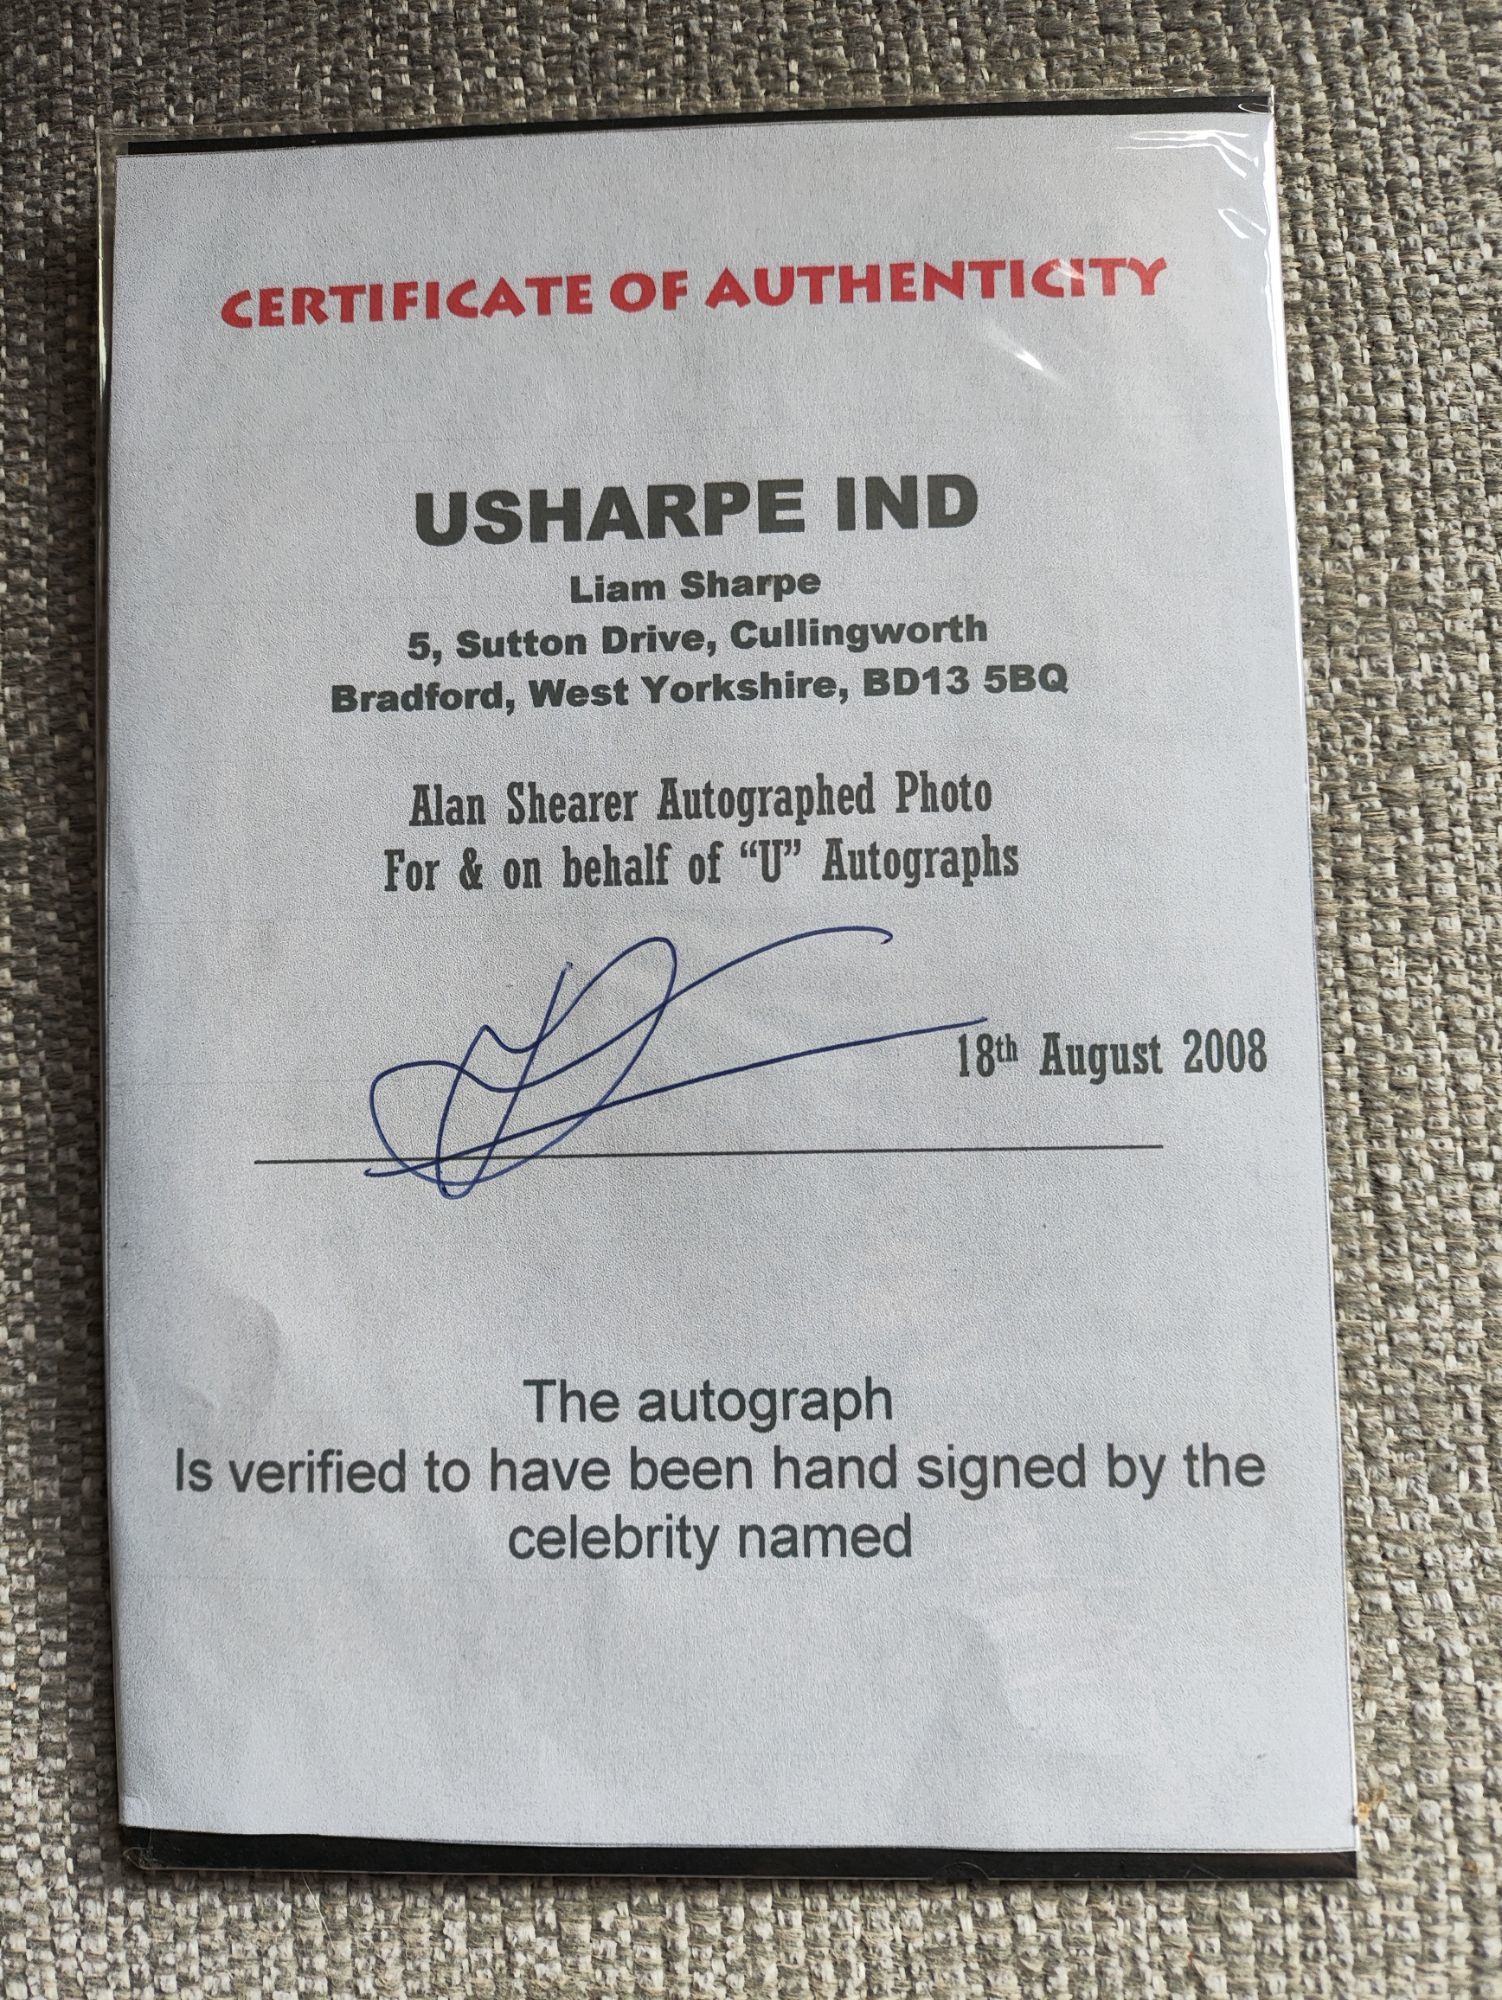 CERTIFICATE OF AUTHENTICITY
USHARPE IND
Liam Sharpe
5, Sutton Drive, Cullingworth
Bradford, West Yorkshire, BD13 5BQ
Alan Shearer Autographed Photo
For & on behalf of “U” Autographs
18th August 2008
The autograph
Is verified to have been hand signed by the
celebrity named